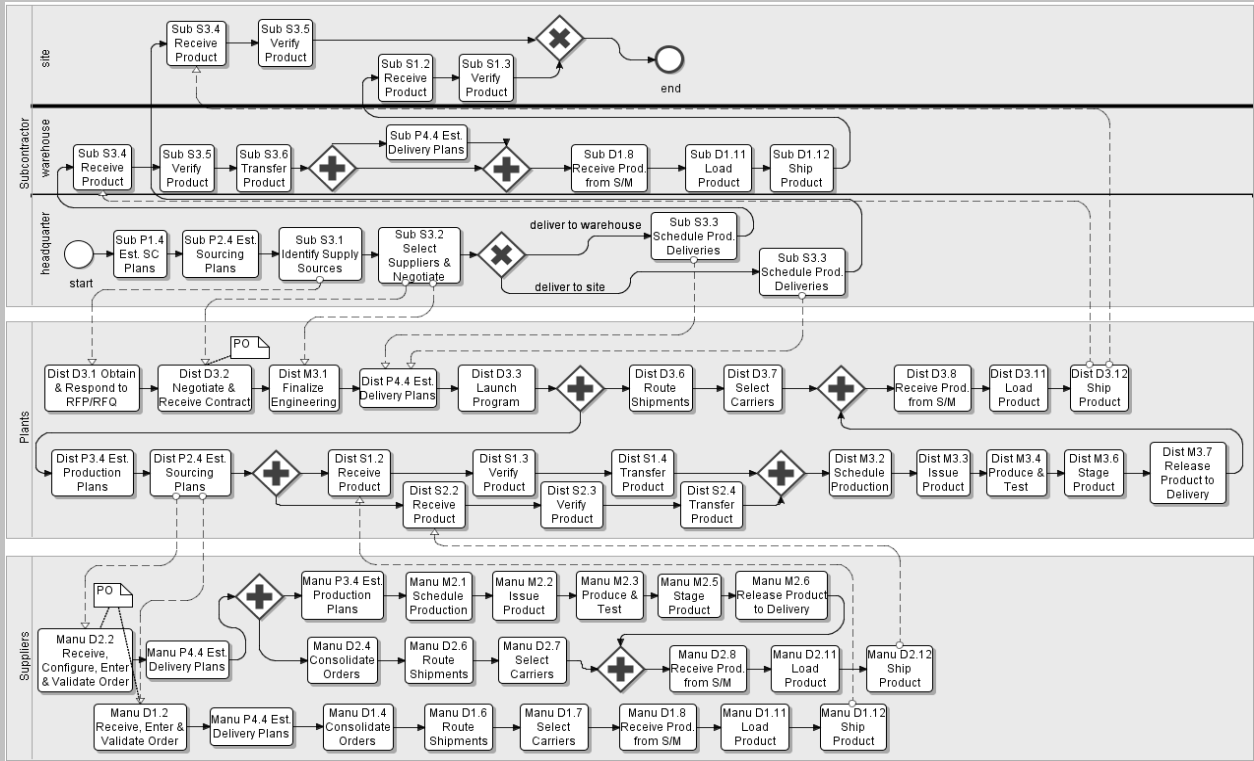 Subcontractor
site
Sub S3.4
Receive
Product
Sub S3.5
Verify
Product
Sub S1.2
Receive
Product
Sub S1.3
Verify
Product
end
warehouse
Sub S3.4
Receive
Product
Sub S3.5
Verify
Product
Sub S3.6
Transfer
Product
Sub P4.4 Est.
Delivery Plans
Sub D1.8
Receive Prod.
from S/M
Sub D1.11
Load
Product
Sub D1.12
Ship
Product
headquarter
start
Sub P1.4
Est. SC
Plans
Sub P2.4 Est.
Sourcing
Plans
Sub S3.1
Identify Supply
Sources
Sub S3.2
Select
Suppliers &
Negotiate
deliver to warehouse
Sub S3.3
Schedule Prod.
Deliveries
deliver to site
Sub S3.3
Schedule Prod.
Deliveries
Plants
Dist D3.1 Obtain
& Respond to
RFP/RFQ
PO
Dist D3.2
Negotiate &
Receive Contract
Dist M3.1
Finalize
Engineering
Dist P4.4 Est.
Delivery Plans
Dist D3.3
Launch
Program
Dist D3.6
Route
Shipments
Dist D3.7
Select
Carriers
Dist D3.8
Receive Prod.
from S/M
Dist D3.11
Load
Product
Dist D3.12
Ship
Product
Dist P3.4 Est.
Production
Plans
Dist P2.4 Est.
Sourcing
Plans
Dist S1.2
Receive
Product
Dist S1.3
Verify
Product
Dist S1.4
Transfer
Product
Dist S2.2
Receive
Product
Dist S2.3
Verify
Product
Dist S2.4
Transfer
Product
Dist M3.2
Schedule
Production
Dist M3.3
Issue
Product
Dist M3.4
Produce &
Test
Dist M3.6
Stage
Product
Dist M3.7
Release
Product to
Delivery
Suppliers
PO
Manu D2.2
Receive,
Configure, Enter
& Validate Order
Manu P4.4 Est.
Delivery Plans
Manu P3.4 Est.
Production
Plans
Manu M2.1
Schedule
Production
Manu M2.2
Issue
Product
Manu M2.3
Produce &
Test
Manu M2.5
Stage
Product
Manu M2.6
Release Product
to Delivery
Manu D2.4
Consolidate
Orders
Manu D2.6
Route
Shipments
Manu D2.7
Select
Carriers
Manu D2.8
Receive Prod.
from S/M
Manu D2.11
Load
Product
Manu D2.12
Ship
Product
Manu D1.2
Receive, Enter &
Validate Order
Manu P4.4 Est.
Delivery Plans
Manu D1.4
Consolidate
Orders
Manu D1.6
Route
Shipments
Manu D1.7
Select
Carriers
Manu D1.8
Receive Prod.
from S/M
Manu D1.11
Load
Product
Manu D1.12
Ship
Product